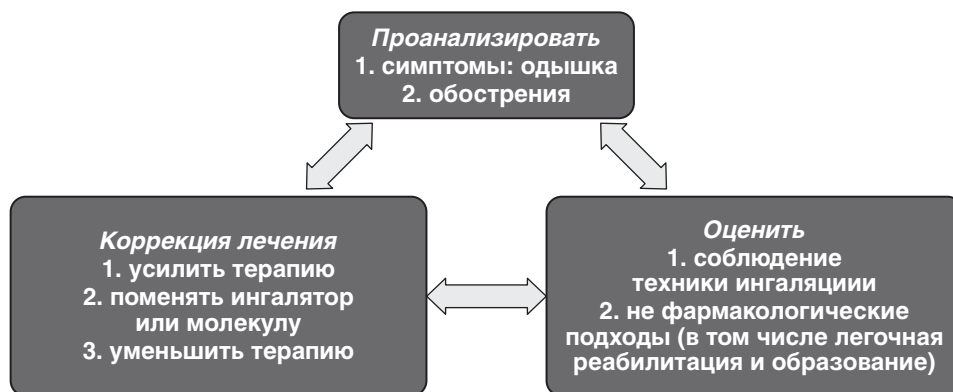 Проанализировать
1. симптомы: одышка
2. обострения
Коррекция лечения
1. усилить терапию
2. поменять ингалятор
или молекулу
3. уменьшить терапию
Оценить
1. соблюдение
техники ингаляциии
2. не фармакологические
подходы (в том числе легочная
реабилитация и образование)